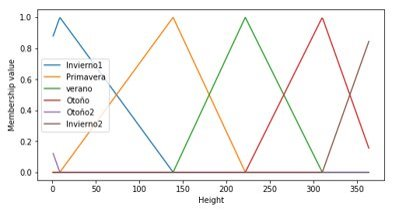 1.0
0.8
0.6
0.4
0.2
0.0
Membership value
Invierno1
Primavera
verano
Otoño
Otoño2
Invierno2
0 50 100 150 200 250 300 350
Height